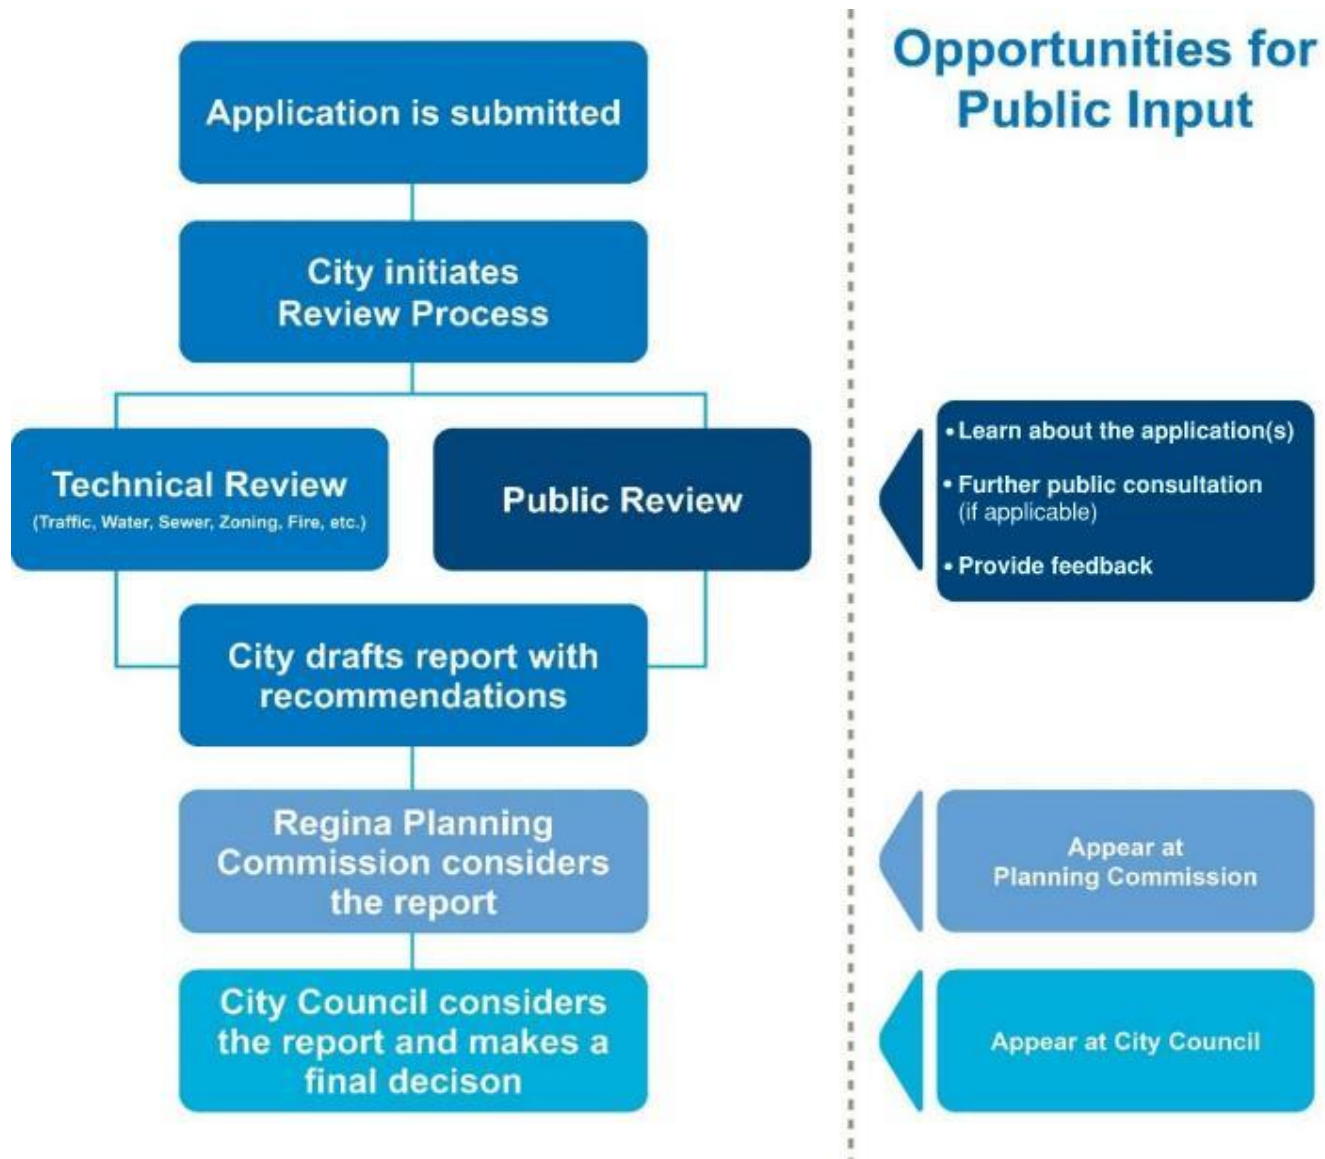 Opportunities for
Public Input
Application is submitted
City initiates
Review Process
Technical Review
(Traffic, Water, Sewer, Zoning, Fire, etc.)
Public Review
• Learn about the application(s)
• Further public consultation
(if applicable)
• Provide feedback
City drafts report with
recommendations
Regina Planning
Commission considers
the report
Appear at
Planning Commission
City Council considers
the report and makes a
final decison
Appear at City Council